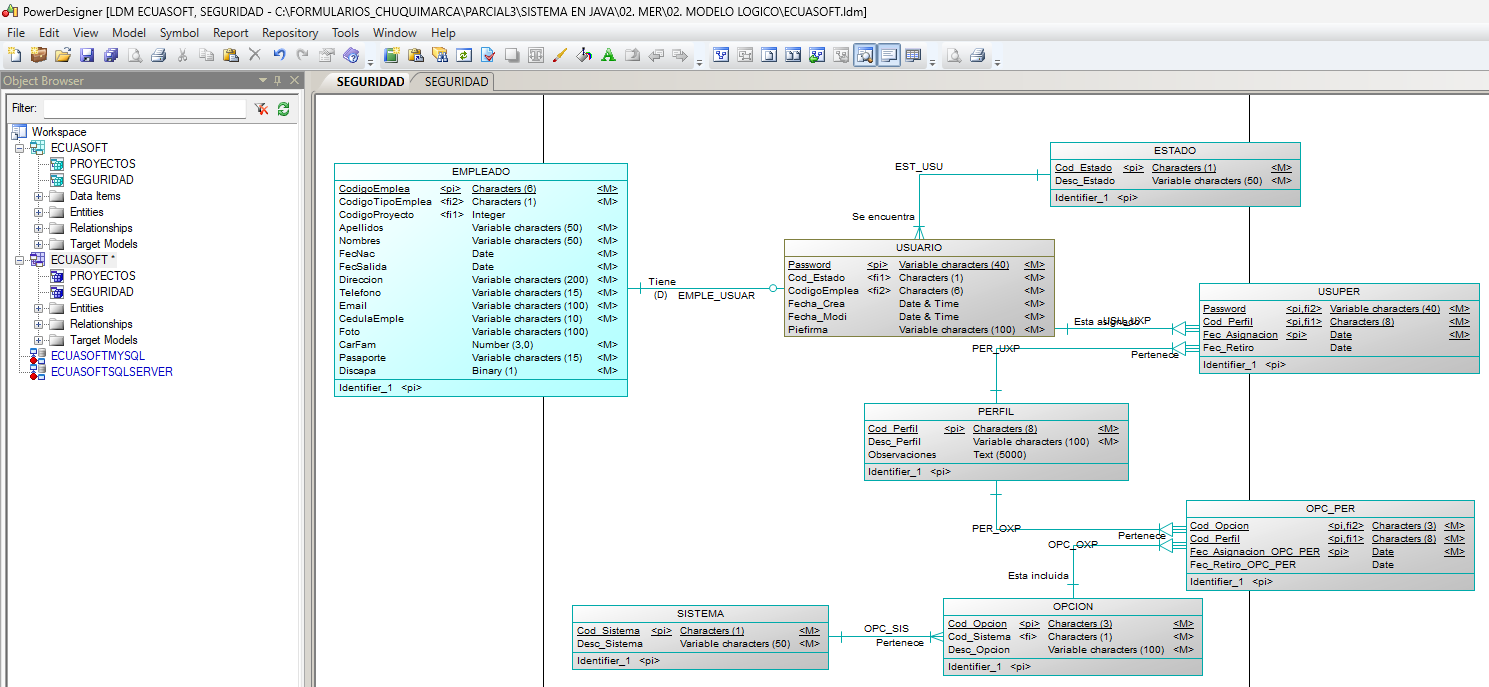 PowerDesigner [LDM ECUASOFT, SEGURIDAD - C:\FORMULARIOS_CHUQUIMARCA\PARCIAL3\SISTEMA EN JAVA\02. MER\02. MODELO LOGICO\ECUASOFT.ldm]
File Edit View Model Symbol Report Repository Tools Window Help
Object Browser
Filter:
Workspace
ECUASOFT
PROYECTOS
SEGURIDAD
Data Items
Entities
Relationships
Target Models
ECUASOFT *
PROYECTOS
SEGURIDAD
Entities
Relationships
Target Models
ECUASOFTMYSQL
ECUASOFTSQLSERVER
SEGURIDAD SEGURIDAD
EMPLEADO
CodigoEmplea <pi> Characters (6) <M>
CodigoTipoEmplea <fi2> Characters (1) <M>
CodigoProyecto <fi1> Integer
Apellidos Variable characters (50) <M>
Nombres Variable characters (50) <M>
FecNac Date <M>
FecSalida Date <M>
Direccion Variable characters (200) <M>
Telefono Variable characters (15) <M>
Email Variable characters (100) <M>
CedulaEmple Variable characters (10) <M>
Foto Variable characters (100)
CarFam Number (3,0) <M>
Pasaporte Variable characters (15) <M>
Discapa Binary (1) <M>
Identifier_1 <pi>
Tiene
(D) EMPLE_USUAR
EST_USU
Se encuentra
ESTADO
Cod_Estado <pi> Characters (1) <M>
Desc_Estado Variable characters (50) <M>
Identifier_1 <pi>
USUARIO
Password <pi> Variable characters (40) <M>
Cod_Estado <fi1> Characters (1) <M>
CodigoEmplea <fi2> Characters (6) <M>
Fecha_Crea Date & Time <M>
Fecha_Modi Date & Time <M>
Piefirma Variable characters (100) <M>
Esta asignado
USU_UXP
PER_UXP
Pertenece
USUPER
Password <pi,fi2> Variable characters (40) <M>
Cod_Perfil <pi,fi1> Characters (8) <M>
Fec_Asignacion <pi> Date <M>
Fec_Retiro Date
Identifier_1 <pi>
PERFIL
Cod_Perfil <pi> Characters (8) <M>
Desc_Perfil Variable characters (100) <M>
Observaciones Text (5000)
Identifier_1 <pi>
PER_OXP
Pertenece
OPC_OXP
Esta incluida
OPC_PER
Cod_Opcion <pi,fi2> Characters (3) <M>
Cod_Perfil <pi,fi1> Characters (8) <M>
Fec_Asignacion_OPC_PER <pi> Date <M>
Fec_Retiro_OPC_PER Date
Identifier_1 <pi>
SISTEMA
Cod_Sistema <pi> Characters (1) <M>
Desc_Sistema Variable characters (50) <M>
Identifier_1 <pi>
OPC_SIS
Pertenece
OPCION
Cod_Opcion <pi> Characters (3) <M>
Cod_Sistema <fi> Characters (1) <M>
Desc_Opcion Variable characters (100) <M>
Identifier_1 <pi>